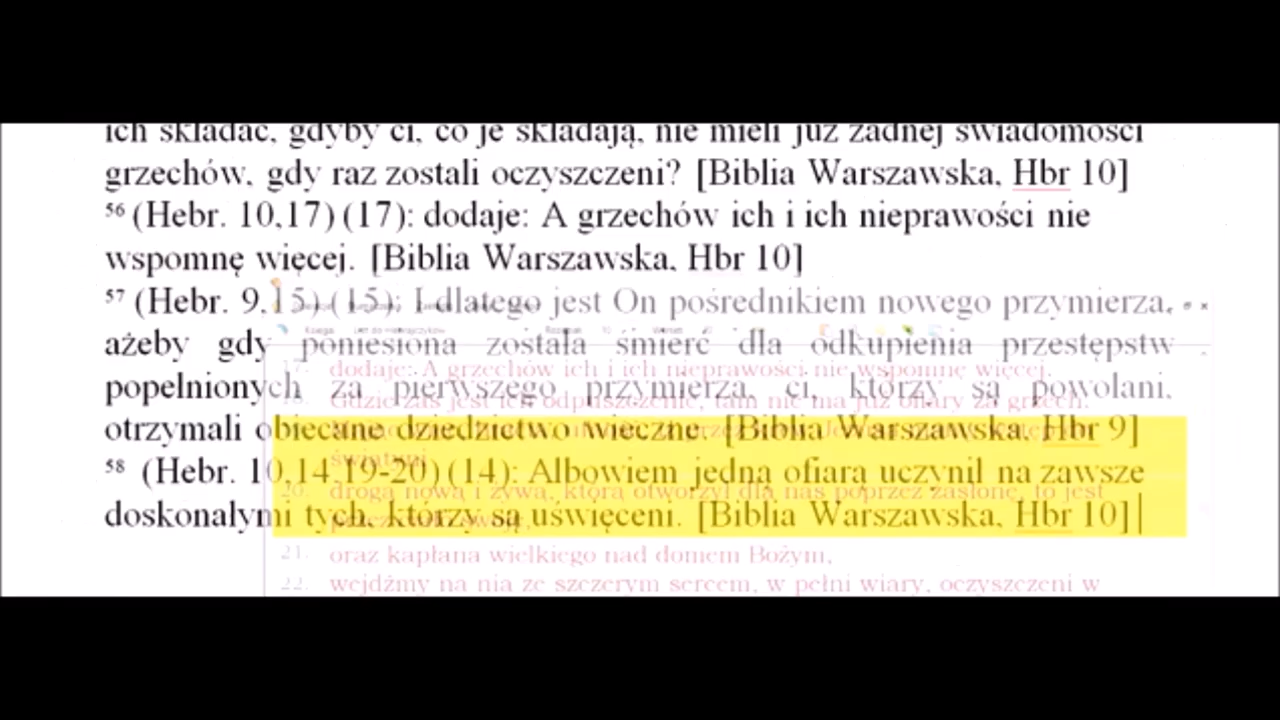 ich składać, gdyby ci, co je składają, nie mieli już żadnej świadomości
grzechów, gdy raz zostali oczyszczeni? [Biblia Warszawska, Hbr 10]
56 (Hebr. 10,17) (17): dodaje: A grzechów ich i ich nieprawości nie
wspomnę więcej. [Biblia Warszawska, Hbr 10]
57 (Hebr. 9,15) (15): I dlatego jest On pośrednikiem nowego przymierza,
ażeby gdy poniesiona została śmierć dla odkupienia przestępstw
17. dodaje: A grzechów ich i ich nieprawości nie wspomnę więcej.
popełnionych za pierwszego przymierza, ci, którzy są powołani,
Gdzie zaś jest ich odpuszczenie, tam nie ma już ofiary za grzech.
otrzymali obiecane dziedzictwo wieczne. [Biblia Warszawska, Hbr 9]
świątyni
58 (Hebr. 10,14.19-20) (14): Albowiem jedną ofiarą uczynił na zawsze
20. drogą nową i żywą, którą otworzył dla nas poprzez zasłonę, to jest
doskonałymi tych, którzy są uświęceni. [Biblia Warszawska, Hbr 10]
21. oraz kapłana wielkiego nad domem Bożym,
22. wejdźmy na nią ze szczerym sercem, w pełni wiary, oczyszczeni w